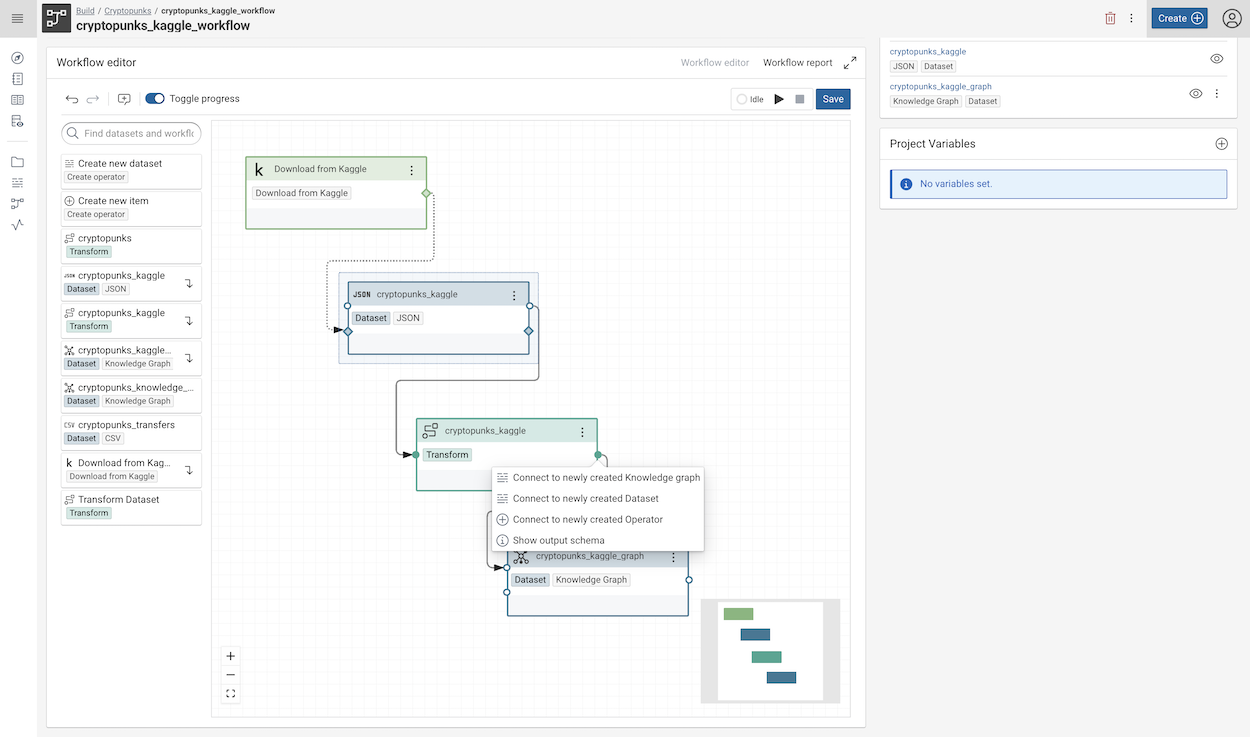 Build / Cryptopunks / cryptopunks_kaggle_workflow
cryptopunks_kaggle_workflow
Create
Workflow editor
Workflow editor
Workflow report
Toggle progress
Idle
Save
Find datasets and workflo
Create new dataset
Create operator
Create new item
Create operator
cryptopunks
Transform
JSON cryptopunks_kaggle
Dataset JSON
cryptopunks_kaggle
Transform
cryptopunks_kaggle...
Dataset Knowledge Graph
cryptopunks_knowledge_...
Dataset Knowledge Graph
CSV cryptopunks_transfers
Dataset CSV
k Download from Kag...
Download from Kaggle
Transform Dataset
Transform
k Download from Kaggle
Download from Kaggle
JSON cryptopunks_kaggle
Dataset JSON
cryptopunks_kaggle
Transform
Connect to newly created Knowledge graph
Connect to newly created Dataset
Connect to newly created Operator
Show output schema
cryptopunks_kaggle_graph
Dataset Knowledge Graph
cryptopunks_kaggle
JSON Dataset
cryptopunks_kaggle_graph
Knowledge Graph Dataset
Project Variables
No variables set.